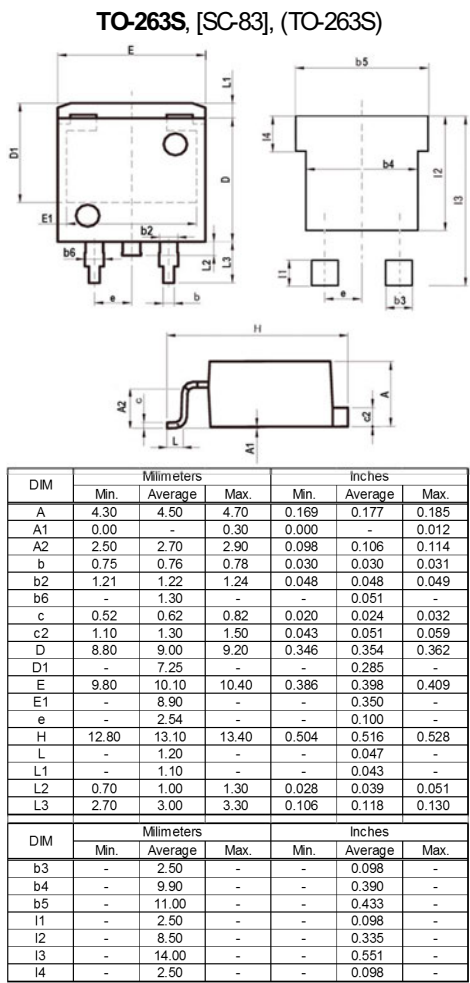 TO-263S, [SC-83], (TO-263S)
E
L1
b5
D1
D
l4
b4
l2
l3
E1
b2
b6
L2
L3
l1
e
b
e
b3
H
A2
c
A
c2
L
A1
DIM Milimeters Inches
Min. Average Max. Min. Average Max.
A 4.30 4.50 4.70 0.169 0.177 0.185
A1 0.00 - 0.30 0.000 - 0.012
A2 2.50 2.70 2.90 0.098 0.106 0.114
b 0.75 0.76 0.78 0.030 0.030 0.031
b2 1.21 1.22 1.24 0.048 0.048 0.049
b6 - 1.30 - - 0.051 -
c 0.52 0.62 0.82 0.020 0.024 0.032
c2 1.10 1.30 1.50 0.043 0.051 0.059
D 8.80 9.00 9.20 0.346 0.354 0.362
D1 - 7.25 - - 0.285 -
E 9.80 10.10 10.40 0.386 0.398 0.409
E1 - 8.90 - - 0.350 -
e - 2.54 - - 0.100 -
H 12.80 13.10 13.40 0.504 0.516 0.528
L - 1.20 - - 0.047 -
L1 - 1.10 - - 0.043 -
L2 0.70 1.00 1.30 0.028 0.039 0.051
L3 2.70 3.00 3.30 0.106 0.118 0.130
DIM Milimeters Inches
Min. Average Max. Min. Average Max.
b3 - 2.50 - - 0.098 -
b4 - 9.90 - - 0.390 -
b5 - 11.00 - - 0.433 -
l1 - 2.50 - - 0.098 -
l2 - 8.50 - - 0.335 -
l3 - 14.00 - - 0.551 -
l4 - 2.50 - - 0.098 -